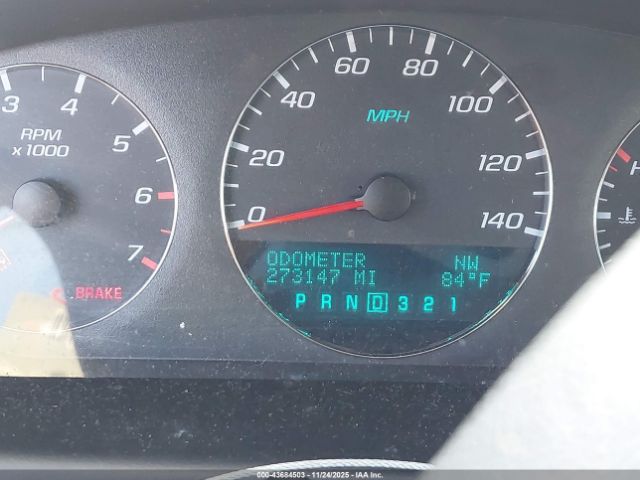 3 4 5 6 7
RPM
x 1000
BRAKE
0 20 40 60 80 100 120 140
MPH
ODOMETER NW
273147 MI 84°F
P R N D 3 2 1
H
000-43684503 - 11/24/2025 - IAA Inc.